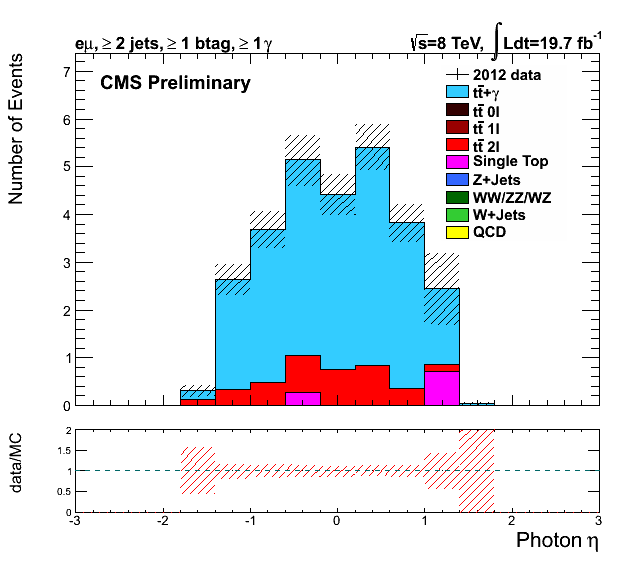 eμ, ≥ 2 jets, ≥ 1 btag, ≥ 1 γ
√s=8 TeV, ∫Ldt=19.7 fb⁻¹
CMS Preliminary
2012 data
tt̄+γ
tt̄ 0l
tt̄ 1l
tt̄ 2l
Single Top
Z+Jets
WW/ZZ/WZ
W+Jets
QCD
Number of Events
7
6
5
4
3
2
1
0
data/MC
2
1.5
1
0.5
0
-3 -2 -1 0 1 2 3
Photon η